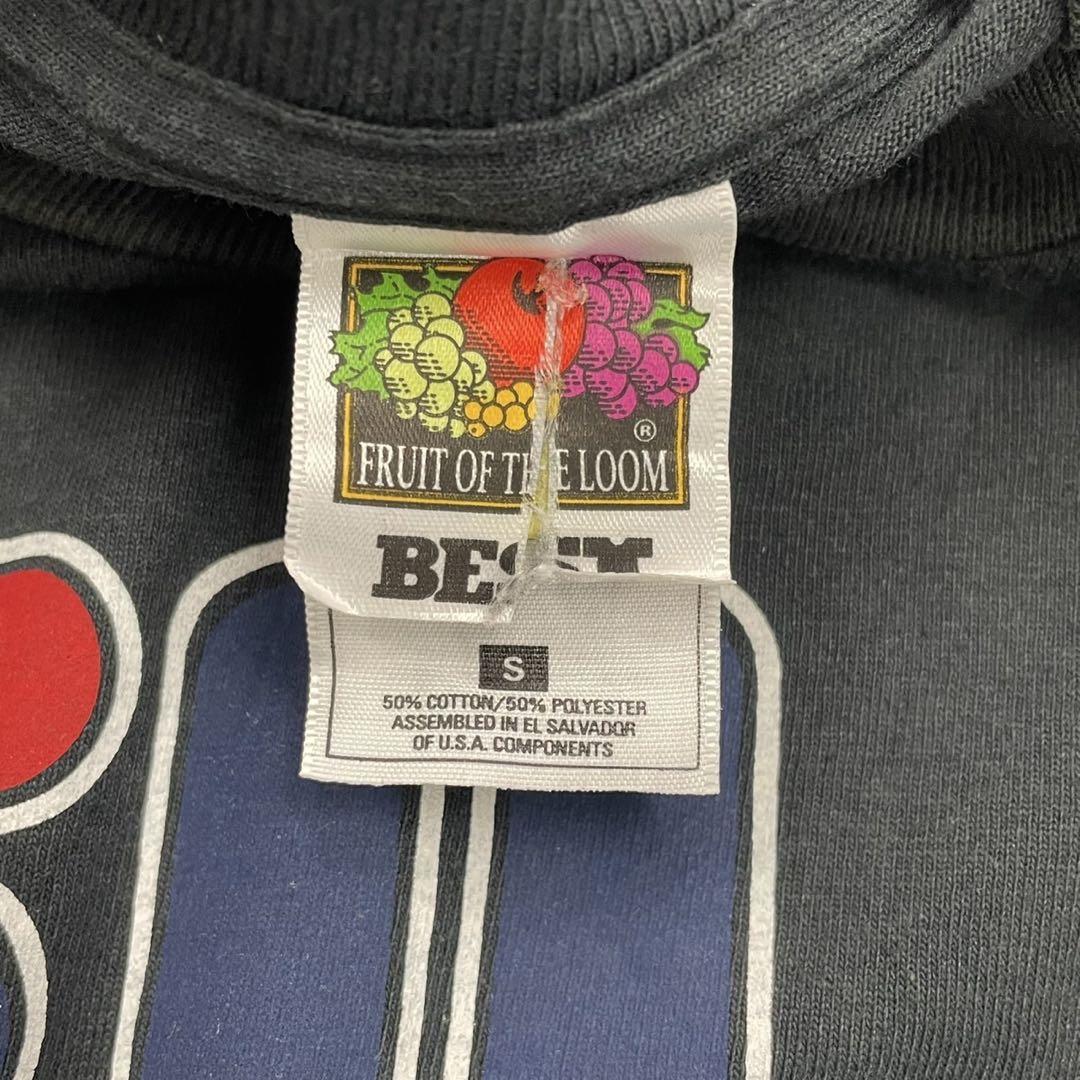 ®
FRUIT OF THE LOOM
BEST
S
50% COTTON/50% POLYESTER
ASSEMBLED IN EL SALVADOR
OF U.S.A. COMPONENTS